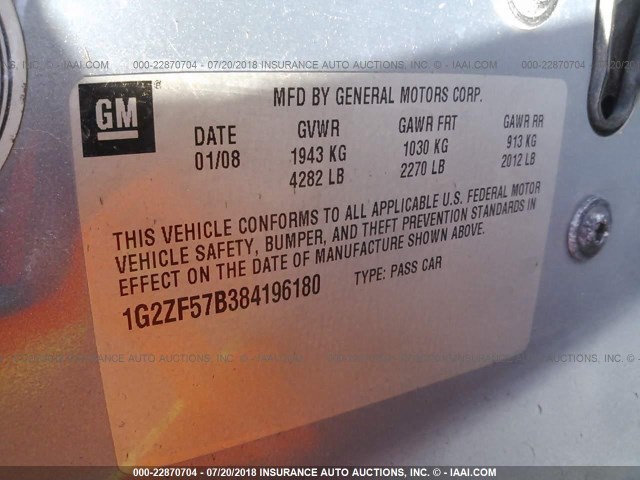 000-22870704 - 07/20/2018 INSURANCE AUTO AUCTIONS, INC. © - IAAI.COM
GM
MFD BY GENERAL MOTORS CORP.
DATE GVWR GAWR FRT GAWR RR
01/08 1943 KG 1030 KG 913 KG
4282 LB 2270 LB 2012 LB
THIS VEHICLE CONFORMS TO ALL APPLICABLE U.S. FEDERAL MOTOR
VEHICLE SAFETY, BUMPER, AND THEFT PREVENTION STANDARDS IN
EFFECT ON THE DATE OF MANUFACTURE SHOWN ABOVE.
1G2ZF57B384196180 TYPE: PASS CAR
000-22870704 - 07/20/2018 INSURANCE AUTO AUCTIONS, INC. © - IAAI.COM